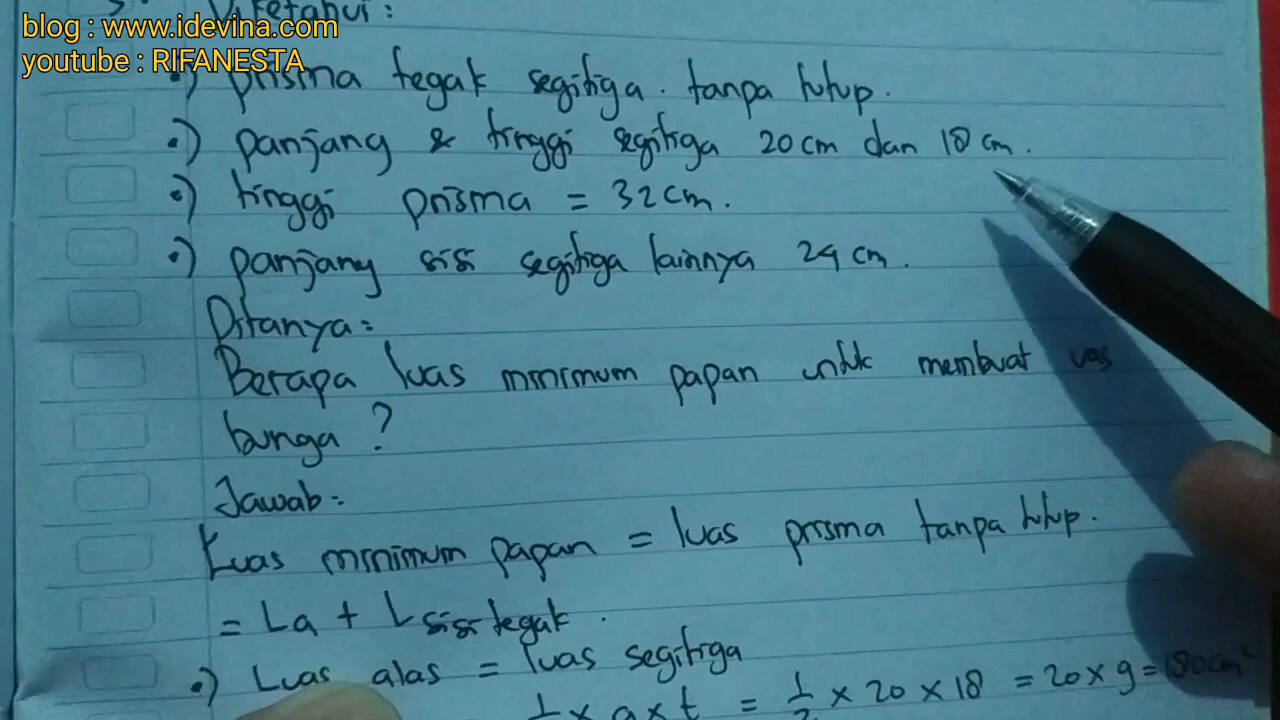 blog : www.idevina.com
youtube : RIFANESTA
Diketahui :
•) prisma tegak segitiga. tanpa tutup.
•) panjang & tinggi segitiga 20 cm dan 18 cm.
•) tinggi prisma = 32 cm.
•) panjang sisi segitiga lainnya 24 cm.
Ditanya =
Berapa luas minimum papan untuk membuat vas
bunga ?
Jawab =
Luas minimum papan = luas prisma tanpa tutup.
= La + L sisi tegak.
•) Luas alas = luas segitiga
1/2 x a x t = 1/2 x 20 x 18 = 20 x 9 = 180 cm²